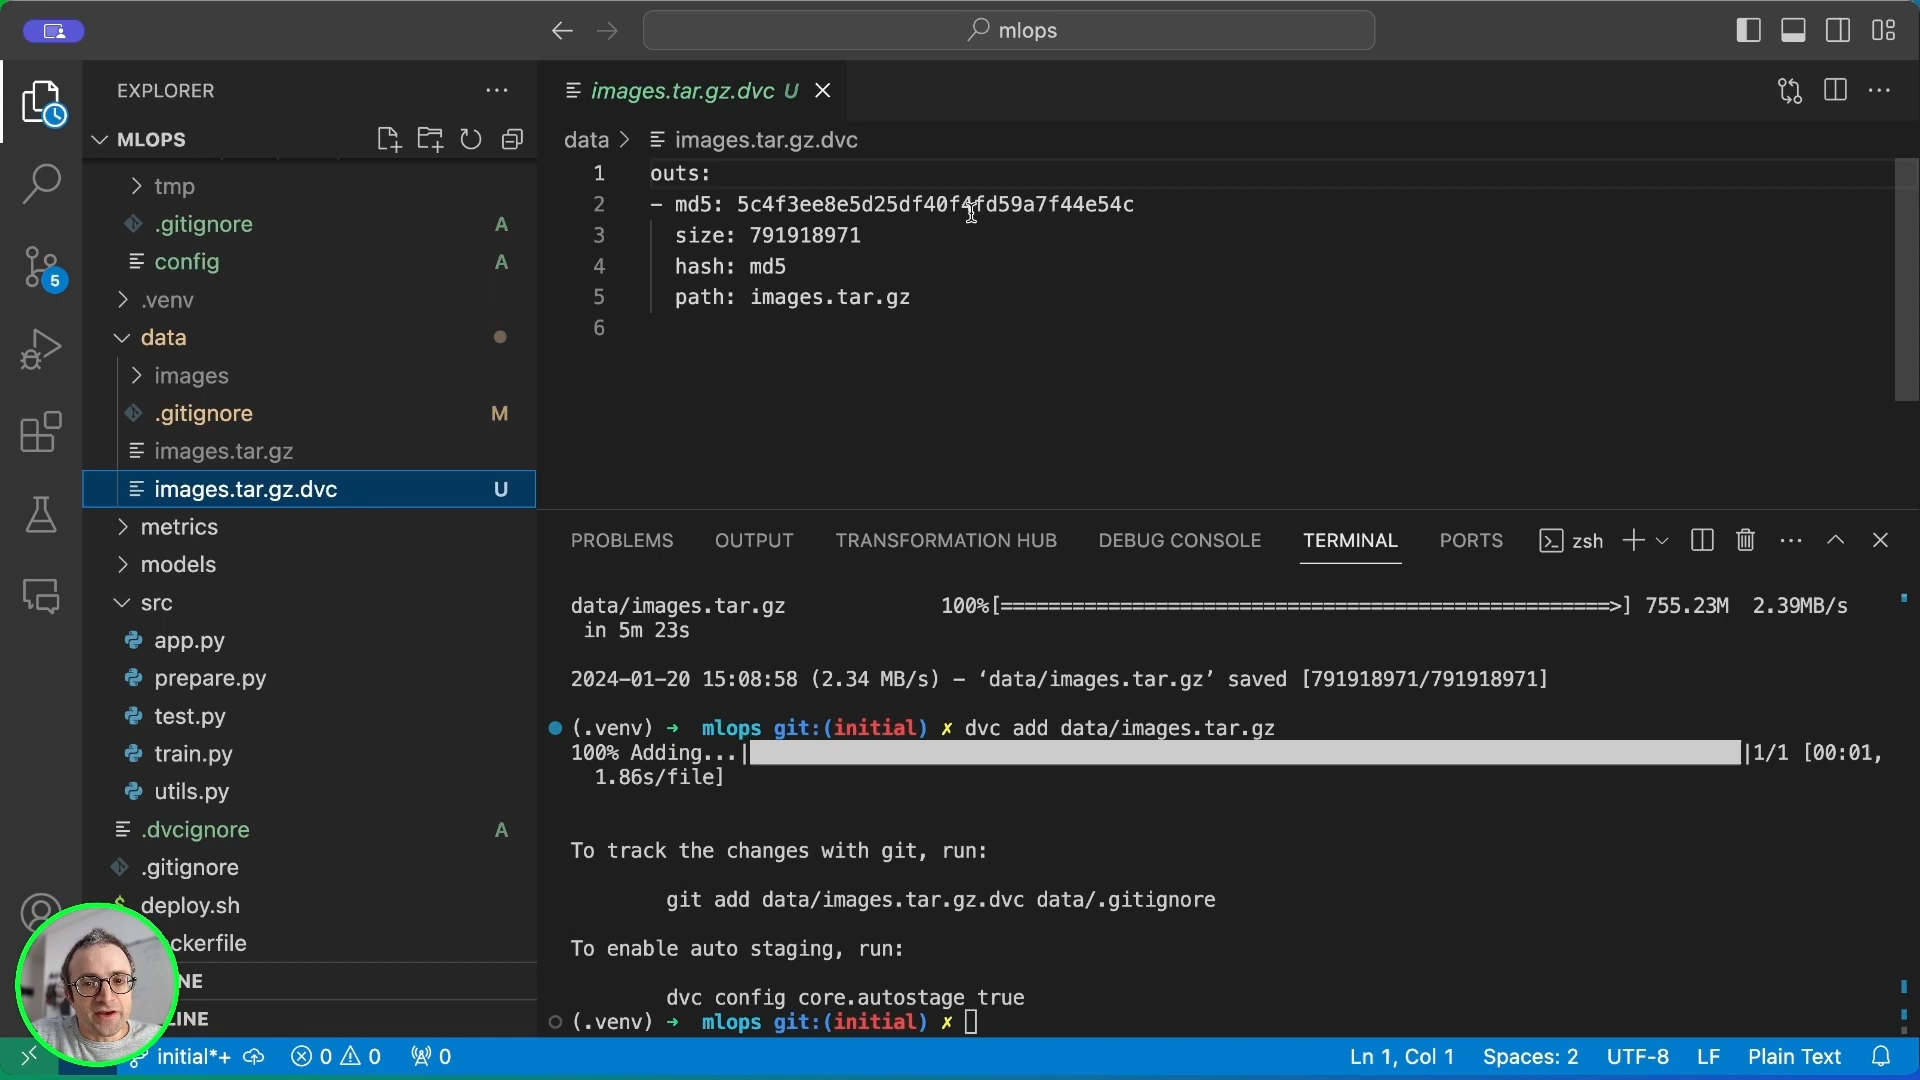 mlops
EXPLORER
MLOPS
tmp
.gitignore A
config A
.venv
data
images
.gitignore M
images.tar.gz
images.tar.gz.dvc U
metrics
models
src
app.py
prepare.py
test.py
train.py
utils.py
.dvcignore A
.gitignore
$ deploy.sh
ckerfile
NE
LINE
5
images.tar.gz.dvc U
data > images.tar.gz.dvc
1 outs:
2 - md5: 5c4f3ee8e5d25df40f4fd59a7f44e54c
3 size: 791918971
4 hash: md5
5 path: images.tar.gz
6
PROBLEMS OUTPUT TRANSFORMATION HUB DEBUG CONSOLE TERMINAL PORTS zsh
data/images.tar.gz 100%[===================================================>] 755.23M 2.39MB/s
in 5m 23s
2024-01-20 15:08:58 (2.34 MB/s) - ‘data/images.tar.gz’ saved [791918971/791918971]
(.venv) → mlops git:(initial) ✗ dvc add data/images.tar.gz
100% Adding...| |1/1 [00:01,
1.86s/file]
To track the changes with git, run:
git add data/images.tar.gz.dvc data/.gitignore
To enable auto staging, run:
dvc config core.autostage true
(.venv) → mlops git:(initial) ✗
initial*+ 0 0 0 Ln 1, Col 1 Spaces: 2 UTF-8 LF Plain Text